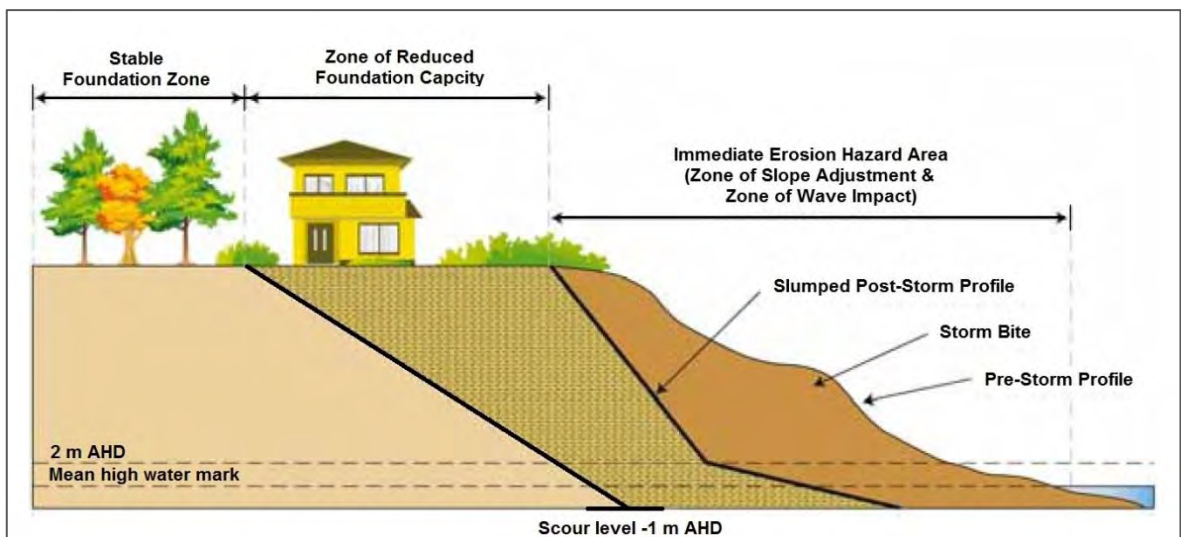 Stable
Foundation Zone
Zone of Reduced
Foundation Capcity
Immediate Erosion Hazard Area
(Zone of Slope Adjustment &
Zone of Wave Impact)
Slumped Post-Storm Profile
Storm Bite
Pre-Storm Profile
2 m AHD
Mean high water mark
Scour level -1 m AHD